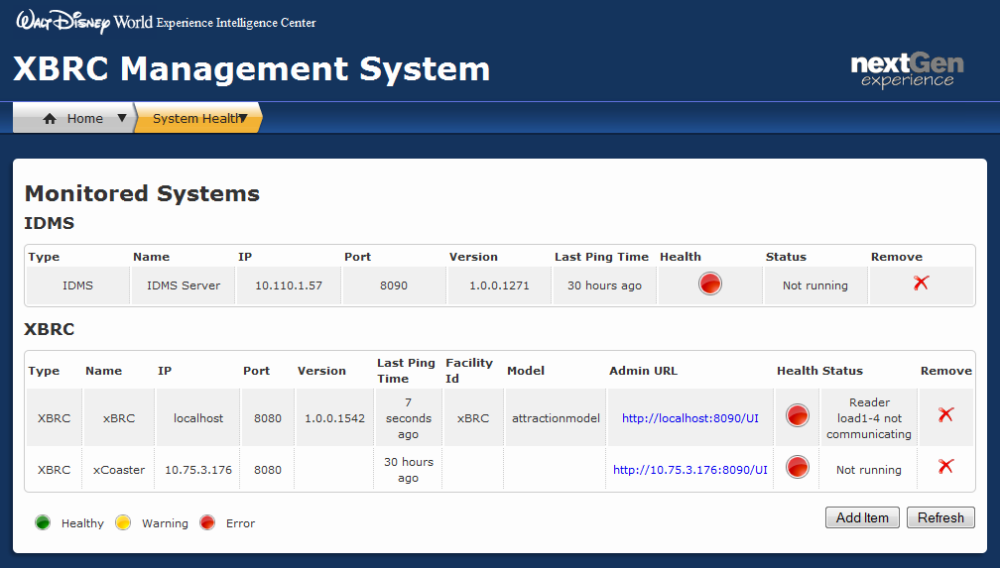 Walt Disney World Experience Intelligence Center
XBRC Management System
nextGen
experience
Home ▼
System Health▼
Monitored Systems
IDMS
Type Name IP Port Version Last Ping Time Health Status Remove
IDMS IDMS Server 10.110.1.57 8090 1.0.0.1271 30 hours ago Not running
XBRC
Type Name IP Port Version Last Ping Time Facility Id Model Admin URL Health Status Remove
XBRC xBRC localhost 8080 1.0.0.1542 7 seconds ago xBRC attractionmodel http://localhost:8090/UI Reader load1-4 not communicating
XBRC xCoaster 10.75.3.176 8080 30 hours ago http://10.75.3.176:8090/UI Not running
Healthy Warning Error
Add Item Refresh